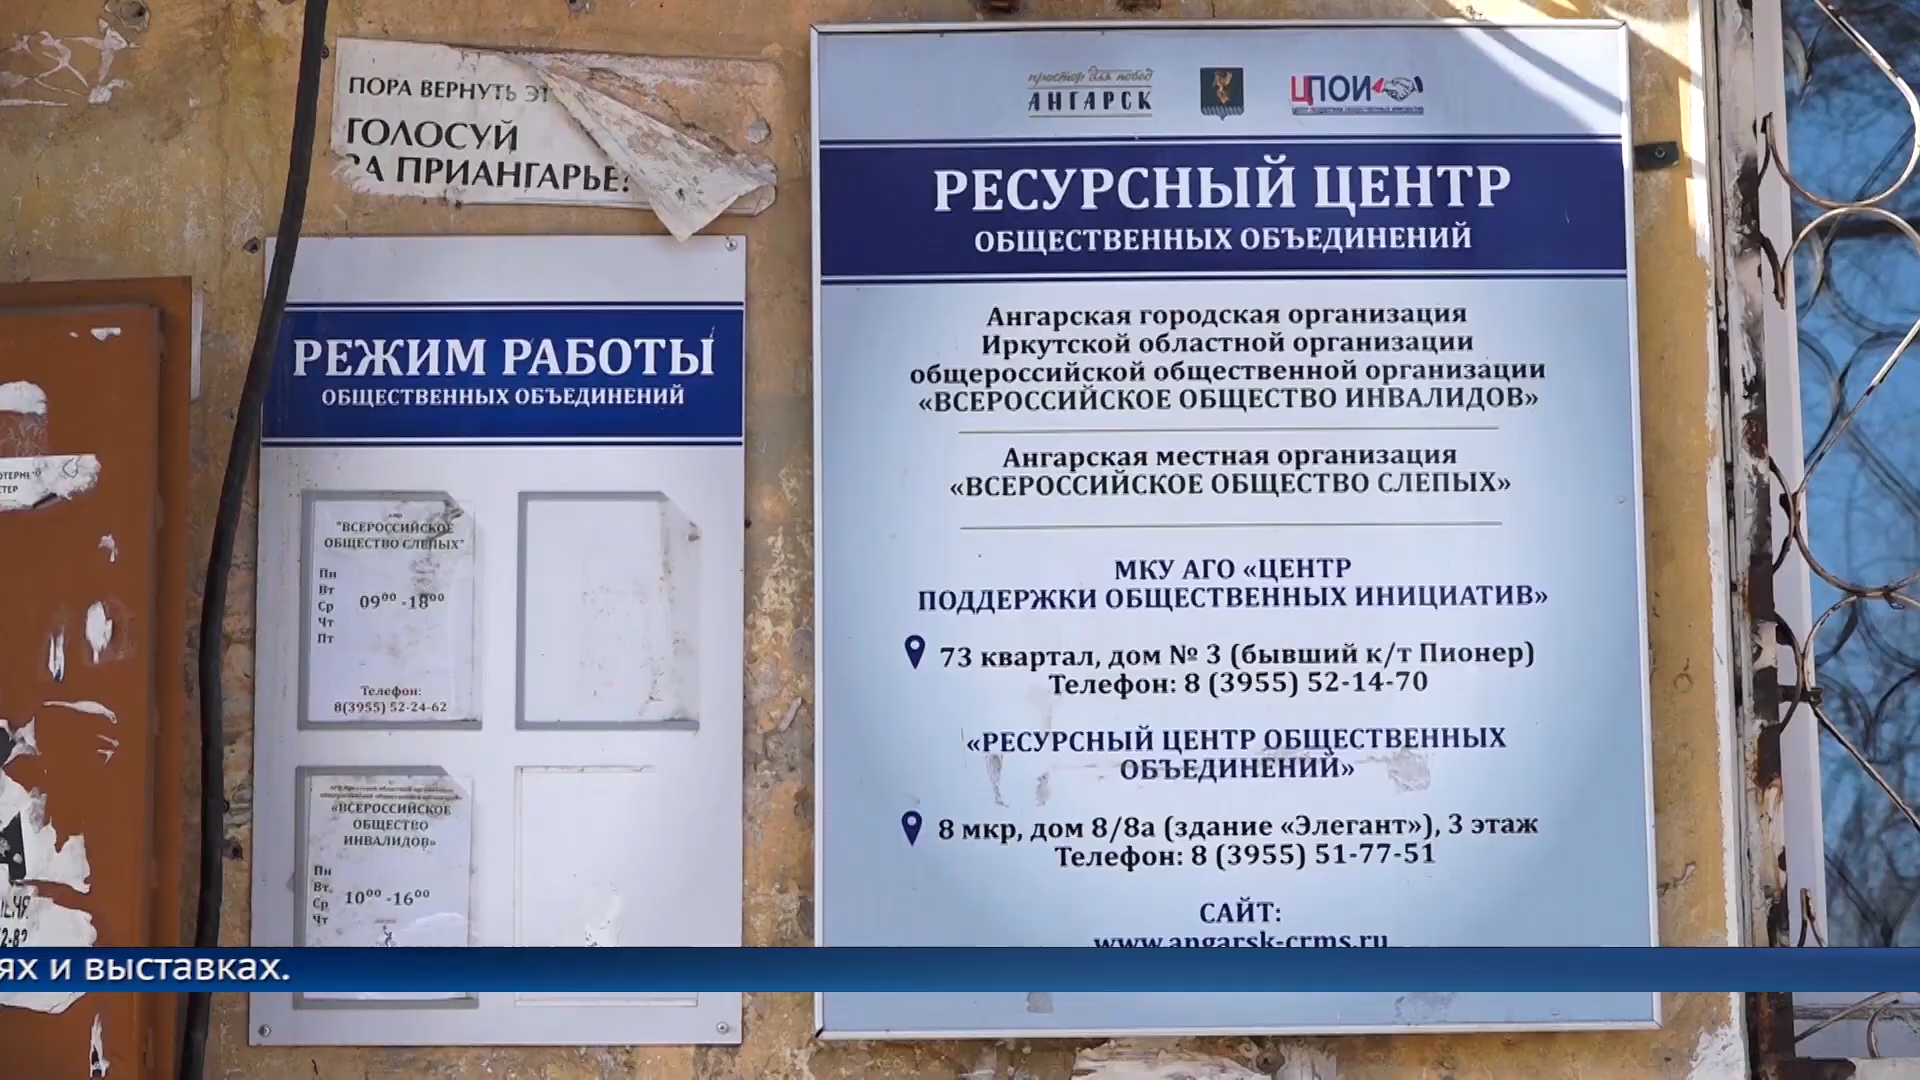 ПОРА ВЕРНУТЬ ЭТ
ГОЛОСУЙ
ЗА ПРИАНГАРЬЕ!
РЕЖИМ РАБОТЫ
ОБЩЕСТВЕННЫХ ОБЪЕДИНЕНИЙ
"ВСЕРОССИЙСКОЕ
ОБЩЕСТВО СЛЕПЫХ"
Пн
Вт
Ср 09⁰⁰ -18⁰⁰
Чт
Пт
Телефон:
8(3955) 52-24-62
«ВСЕРОССИЙСКОЕ
ОБЩЕСТВО
ИНВАЛИДОВ»
Пн
Вт
Ср 10⁰⁰ -16⁰⁰
Чт
простор для побед
АНГАРСК
ЦПОИ
ЦЕНТР ПОДДЕРЖКИ ОБЩЕСТВЕННЫХ ИНИЦИАТИВ
РЕСУРСНЫЙ ЦЕНТР
ОБЩЕСТВЕННЫХ ОБЪЕДИНЕНИЙ
Ангарская городская организация
Иркутской областной организации
общероссийской общественной организации
«ВСЕРОССИЙСКОЕ ОБЩЕСТВО ИНВАЛИДОВ»
Ангарская местная организация
«ВСЕРОССИЙСКОЕ ОБЩЕСТВО СЛЕПЫХ»
МКУ АГО «ЦЕНТР
ПОДДЕРЖКИ ОБЩЕСТВЕННЫХ ИНИЦИАТИВ»
73 квартал, дом № 3 (бывший к/т Пионер)
Телефон: 8 (3955) 52-14-70
«РЕСУРСНЫЙ ЦЕНТР ОБЩЕСТВЕННЫХ
ОБЪЕДИНЕНИЙ»
8 мкр, дом 8/8а (здание «Элегант»), 3 этаж
Телефон: 8 (3955) 51-77-51
САЙТ:
www.angarsk-crms.ru
ях и выставках.